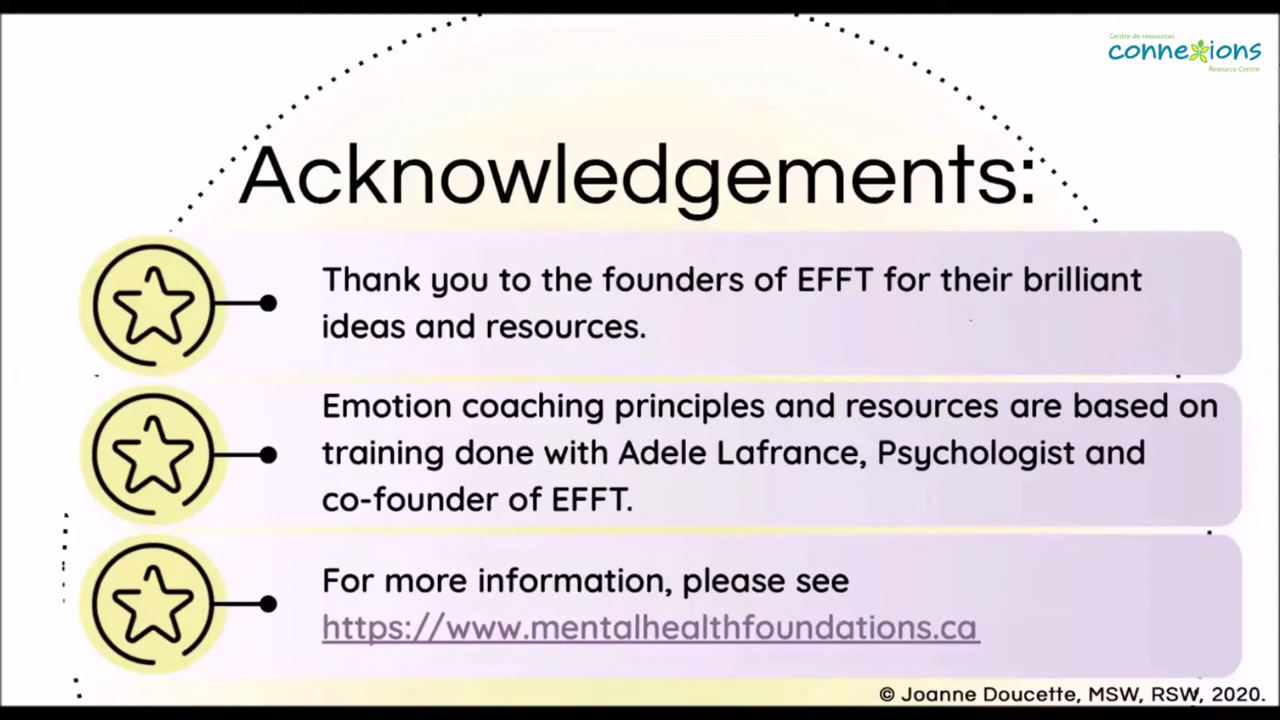 Centre de ressources
connexions
Resource Centre
Acknowledgements:
Thank you to the founders of EFFT for their brilliant
ideas and resources.
Emotion coaching principles and resources are based on
training done with Adele Lafrance, Psychologist and
co-founder of EFFT.
For more information, please see
https://www.mentalhealthfoundations.ca
© Joanne Doucette, MSW, RSW, 2020.